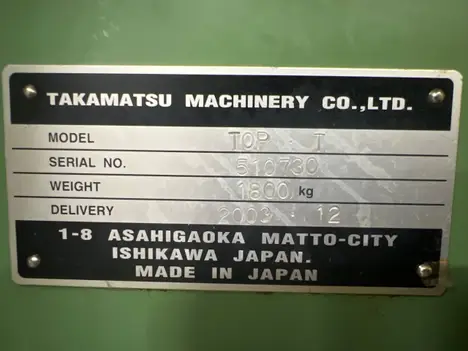 TAKAMATSU MACHINERY CO.,LTD.
MODEL TOP I
SERIAL NO. 510730
WEIGHT 1800 kg
DELIVERY 2003 12
1-8 ASAHIGAOKA MATTO-CITY
ISHIKAWA JAPAN.
MADE IN JAPAN